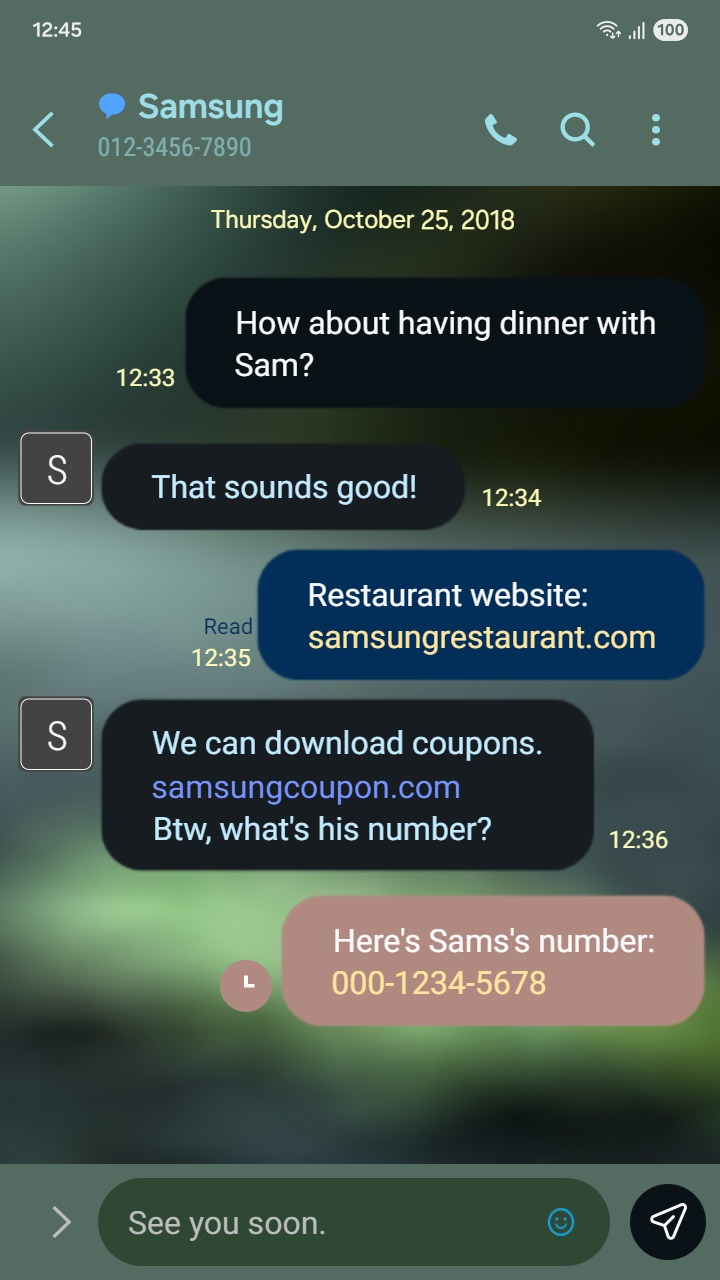 12:45
100
Samsung
012-3456-7890
Thursday, October 25, 2018
How about having dinner with
Sam?
12:33
S
That sounds good!
12:34
Restaurant website:
samsungrestaurant.com
Read
12:35
S
We can download coupons.
samsungcoupon.com
Btw, what's his number?
12:36
Here's Sams's number:
000-1234-5678
See you soon.